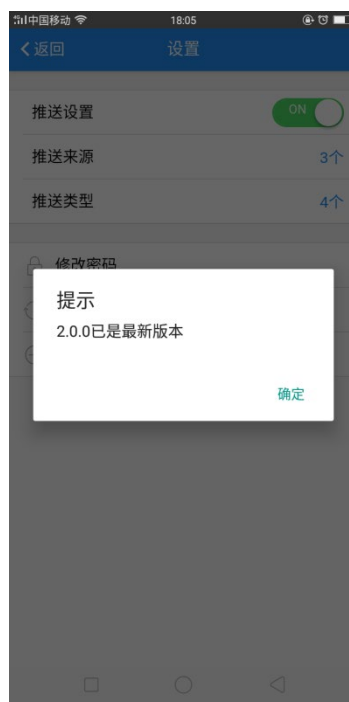 中国移动 18:05
返回 设置
推送设置 ON
推送来源 3个
推送类型 4个
修改密码
提示
2.0.0已是最新版本
确定